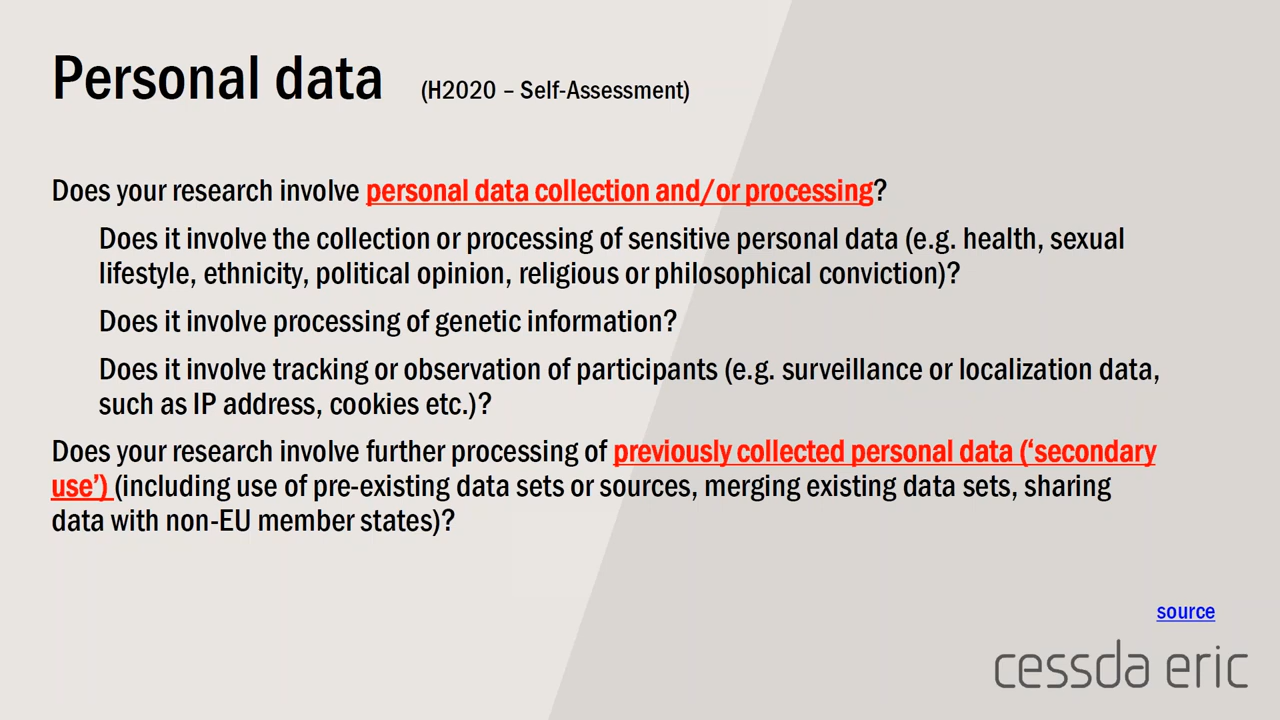 Personal data (H2020 – Self-Assessment)
Does your research involve personal data collection and/or processing?
Does it involve the collection or processing of sensitive personal data (e.g. health, sexual
lifestyle, ethnicity, political opinion, religious or philosophical conviction)?
Does it involve processing of genetic information?
Does it involve tracking or observation of participants (e.g. surveillance or localization data,
such as IP address, cookies etc.)?
Does your research involve further processing of previously collected personal data (‘secondary
use’) (including use of pre-existing data sets or sources, merging existing data sets, sharing
data with non-EU member states)?
source
cessda eric